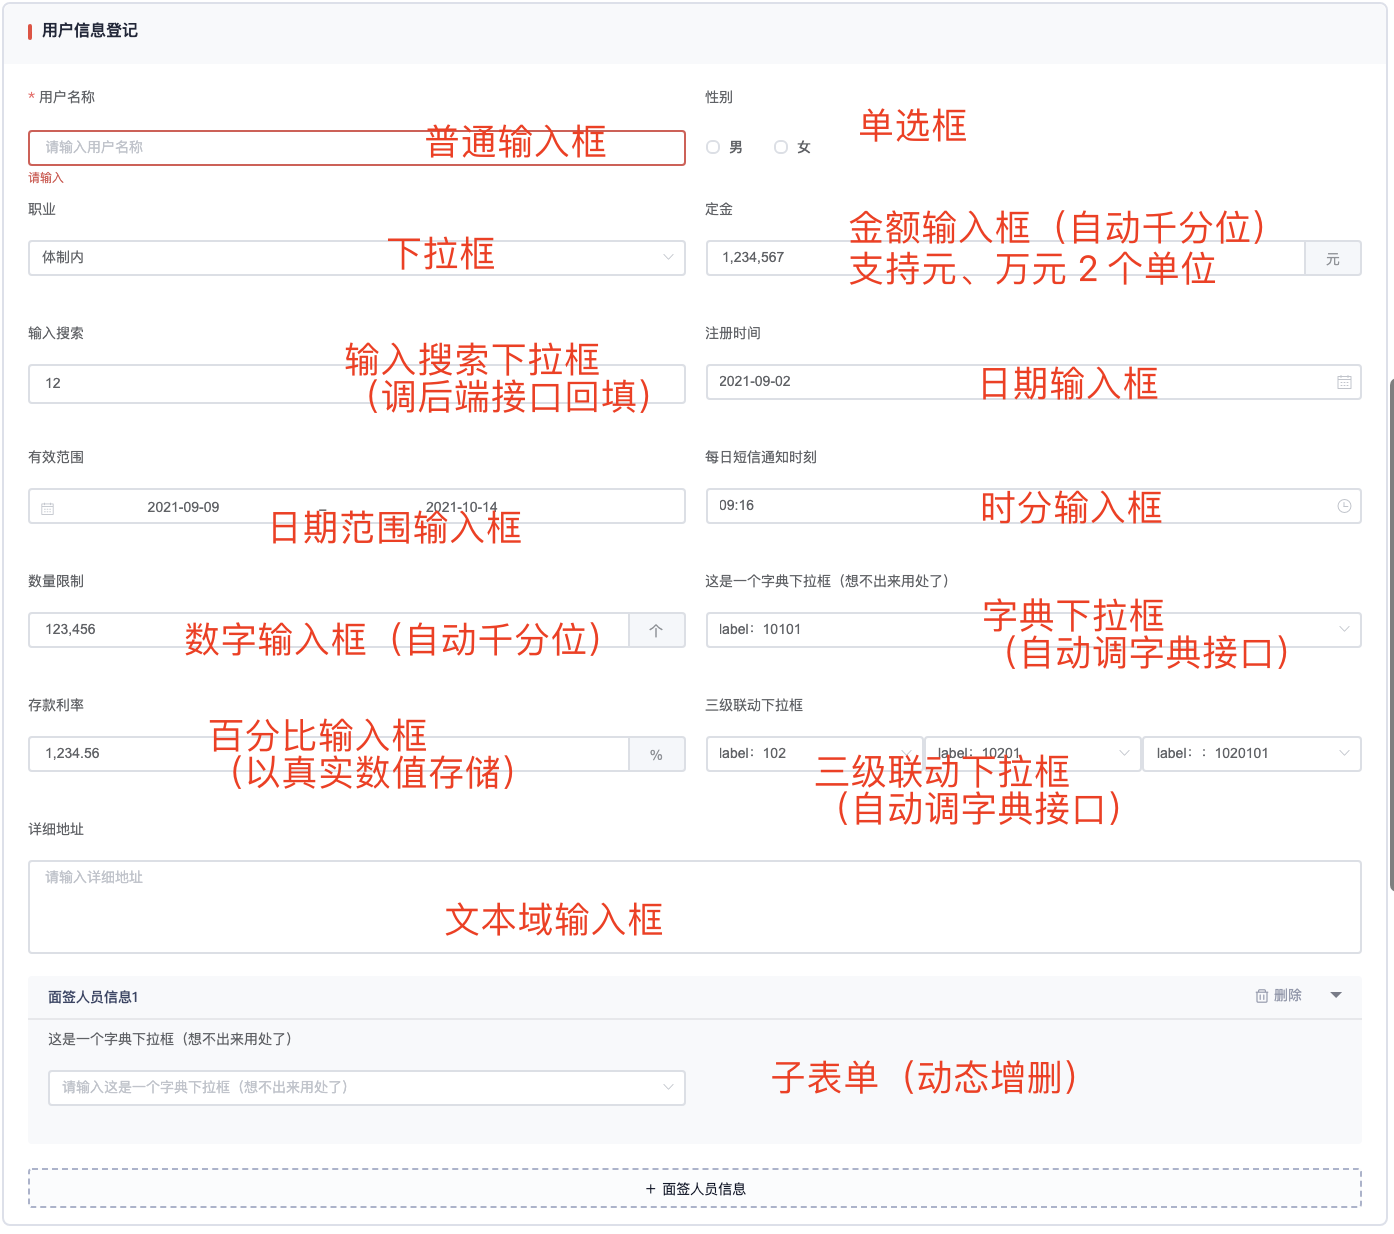 用户信息登记
* 用户名称
请输入用户名称
普通输入框
请输入
性别
男
女
单选框
职业
体制内
下拉框
定金
1,234,567
元
金额输入框（自动千分位）
支持元、万元 2 个单位
输入搜索
12
输入搜索下拉框
（调后端接口回填）
注册时间
2021-09-02
日期输入框
有效范围
2021-09-09 – 2021-10-14
日期范围输入框
每日短信通知时刻
09:16
时分输入框
数量限制
123,456
个
数字输入框（自动千分位）
这是一个字典下拉框（想不出来用处了）
label：10101
字典下拉框
（自动调字典接口）
存款利率
1,234.56
%
百分比输入框
（以真实数值存储）
三级联动下拉框
label：102
label：10201
label：：1020101
三级联动下拉框
（自动调字典接口）
详细地址
请输入详细地址
文本域输入框
面签人员信息1
删除
这是一个字典下拉框（想不出来用处了）
请输入这是一个字典下拉框（想不出来用处了）
子表单（动态增删）
+ 面签人员信息